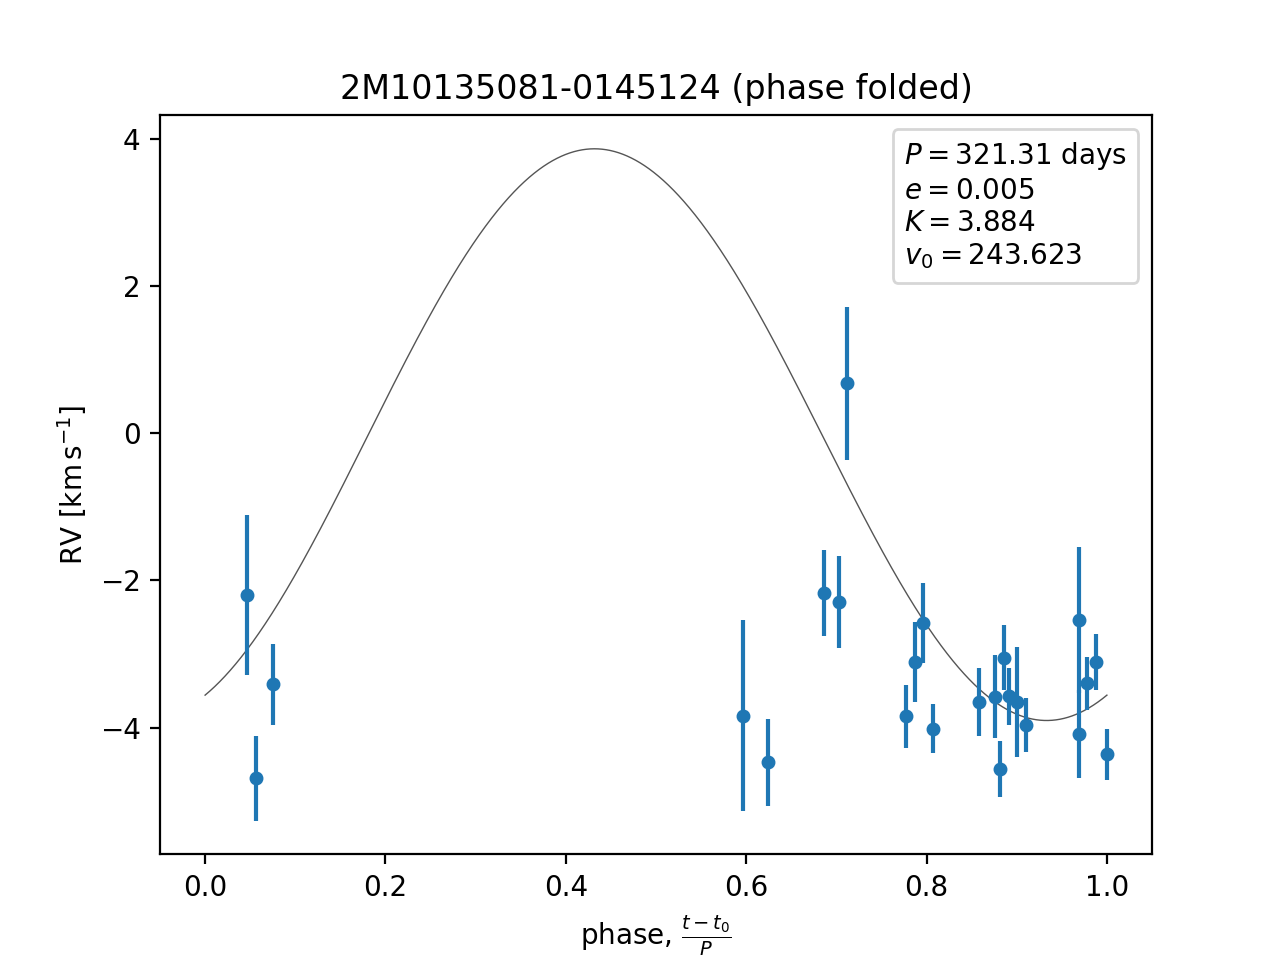 2M10135081-0145124 (phase folded)
P = 321.31 days
e = 0.005
K = 3.884
v₀ = 243.623
4
2
0
−2
−4
RV [km s⁻¹]
0.0 0.2 0.4 0.6 0.8 1.0
phase, (t − t₀)/P